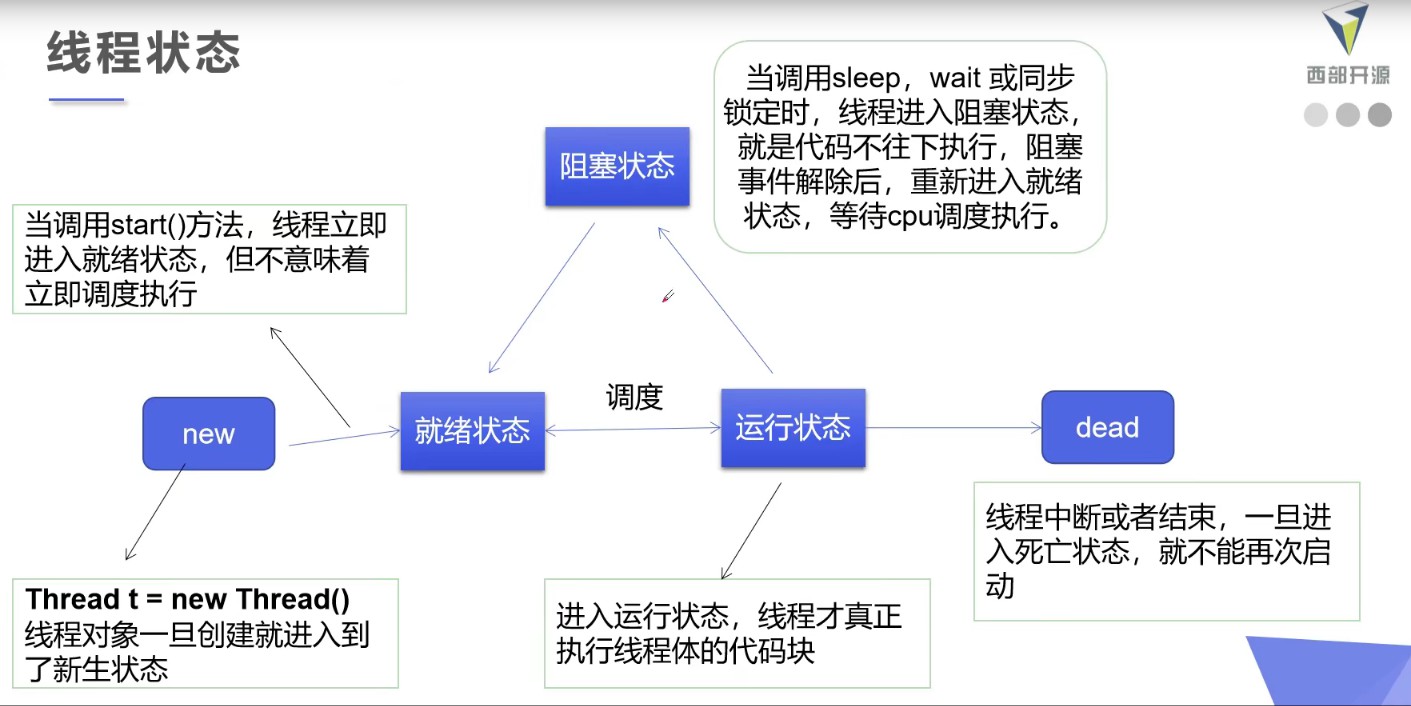 线程状态
西部开源
当调用sleep，wait 或同步
锁定时，线程进入阻塞状态，
就是代码不往下执行，阻塞
事件解除后，重新进入就绪
状态，等待cpu调度执行。
阻塞状态
当调用start()方法，线程立即
进入就绪状态，但不意味着
立即调度执行
new
就绪状态
调度
运行状态
dead
Thread t = new Thread()
线程对象一旦创建就进入到
了新生状态
进入运行状态，线程才真正
执行线程体的代码块
线程中断或者结束，一旦进
入死亡状态，就不能再次启
动